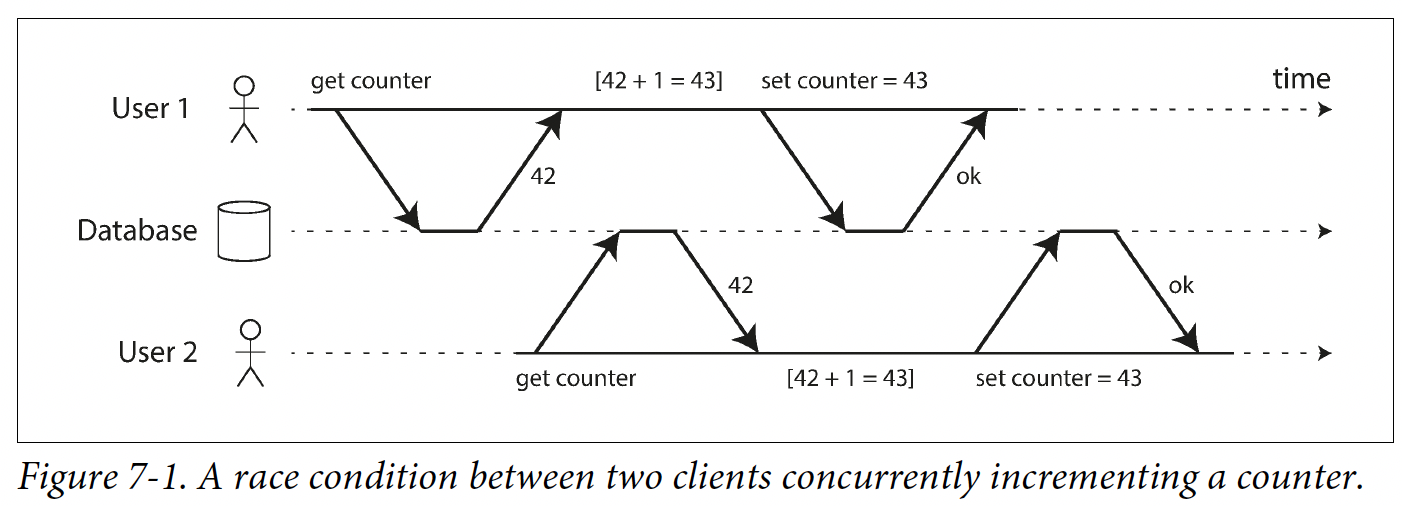 get counter [42 + 1 = 43] set counter = 43 time
User 1
42 ok
Database
42 ok
User 2
get counter [42 + 1 = 43] set counter = 43
Figure 7-1. A race condition between two clients concurrently incrementing a counter.